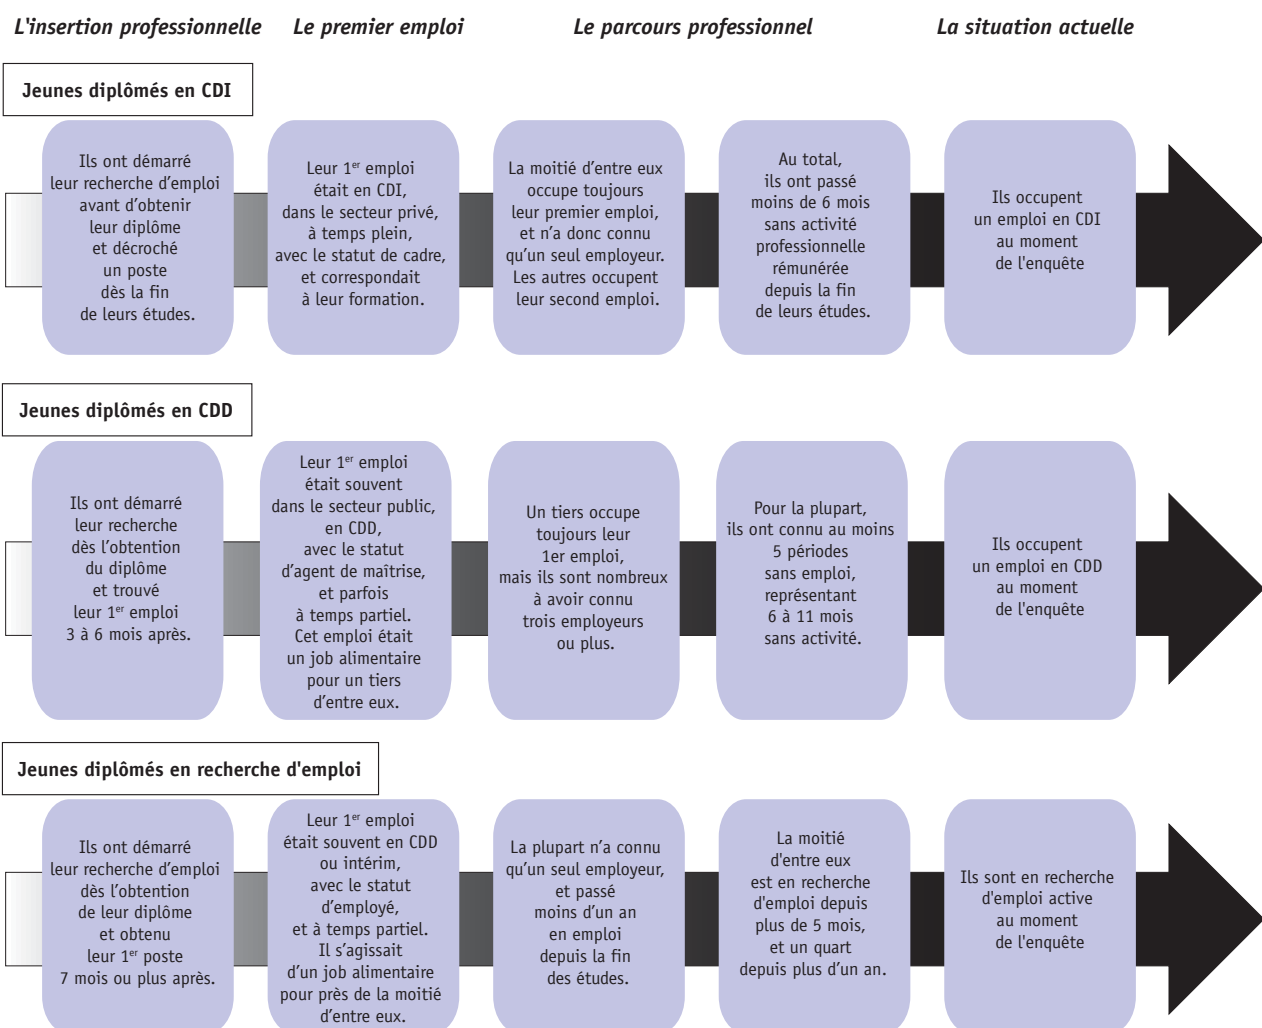 L'insertion professionnelle
Le premier emploi
Le parcours professionnel
La situation actuelle
Jeunes diplômés en CDI
Ils ont démarré
leur recherche d'emploi
avant d'obtenir
leur diplôme
et décroché
un poste
dès la fin
de leurs études.
Leur 1er emploi
était en CDI,
dans le secteur privé,
à temps plein,
avec le statut de cadre,
et correspondait
à leur formation.
La moitié d'entre eux
occupe toujours
leur premier emploi,
et n'a donc connu
qu'un seul employeur.
Les autres occupent
leur second emploi.
Au total,
ils ont passé
moins de 6 mois
sans activité
professionnelle
rémunérée
depuis la fin
de leurs études.
Ils occupent
un emploi en CDI
au moment
de l'enquête
Jeunes diplômés en CDD
Ils ont démarré
leur recherche
dès l'obtention
du diplôme
et trouvé
leur 1er emploi
3 à 6 mois après.
Leur 1er emploi
était souvent
dans le secteur public,
en CDD,
avec le statut
d'agent de maîtrise,
et parfois
à temps partiel.
Cet emploi était
un job alimentaire
pour un tiers
d'entre eux.
Un tiers occupe
toujours leur
1er emploi,
mais ils sont nombreux
à avoir connu
trois employeurs
ou plus.
Pour la plupart,
ils ont connu au moins
5 périodes
sans emploi,
représentant
6 à 11 mois
sans activité.
Ils occupent
un emploi en CDD
au moment
de l'enquête
Jeunes diplômés en recherche d'emploi
Ils ont démarré
leur recherche d'emploi
dès l'obtention
de leur diplôme
et obtenu
leur 1er poste
7 mois ou plus après.
Leur 1er emploi
était souvent en CDD
ou intérim,
avec le statut
d'employé,
et à temps partiel.
Il s'agissait
d'un job alimentaire
pour près de la moitié
d'entre eux.
La plupart n'a connu
qu'un seul employeur,
et passé
moins d'un an
en emploi
depuis la fin
des études.
La moitié
d'entre eux
est en recherche
d'emploi depuis
plus de 5 mois,
et un quart
depuis plus d'un an.
Ils sont en recherche
d'emploi active
au moment
de l'enquête